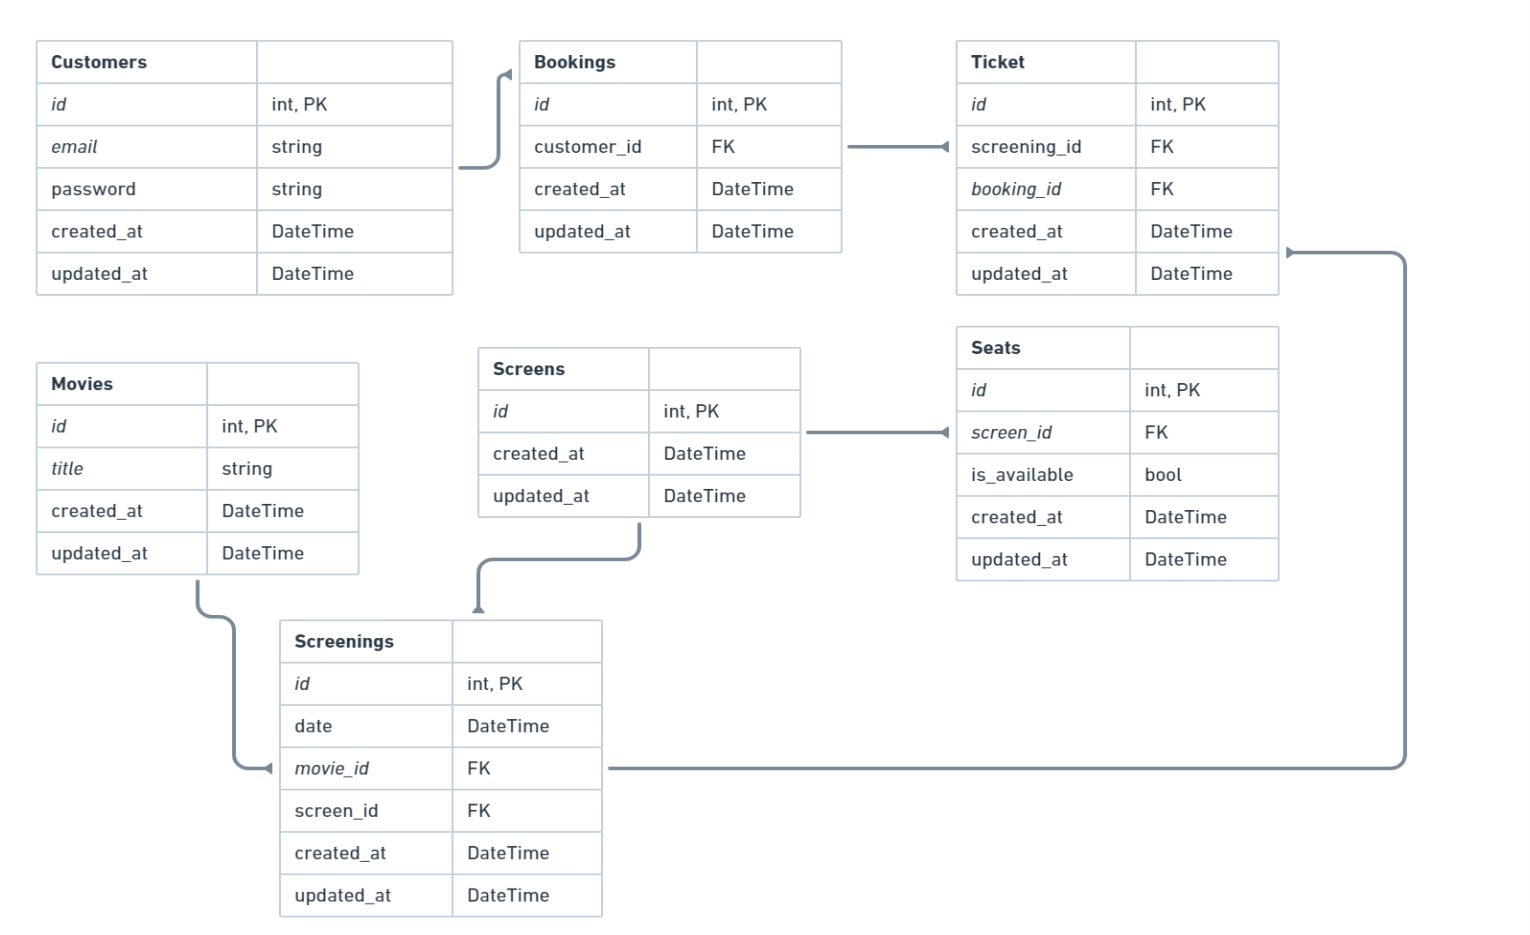 Customers
id int, PK
email string
password string
created_at DateTime
updated_at DateTime
Bookings
id int, PK
customer_id FK
created_at DateTime
updated_at DateTime
Ticket
id int, PK
screening_id FK
booking_id FK
created_at DateTime
updated_at DateTime
Movies
id int, PK
title string
created_at DateTime
updated_at DateTime
Screens
id int, PK
created_at DateTime
updated_at DateTime
Seats
id int, PK
screen_id FK
is_available bool
created_at DateTime
updated_at DateTime
Screenings
id int, PK
date DateTime
movie_id FK
screen_id FK
created_at DateTime
updated_at DateTime